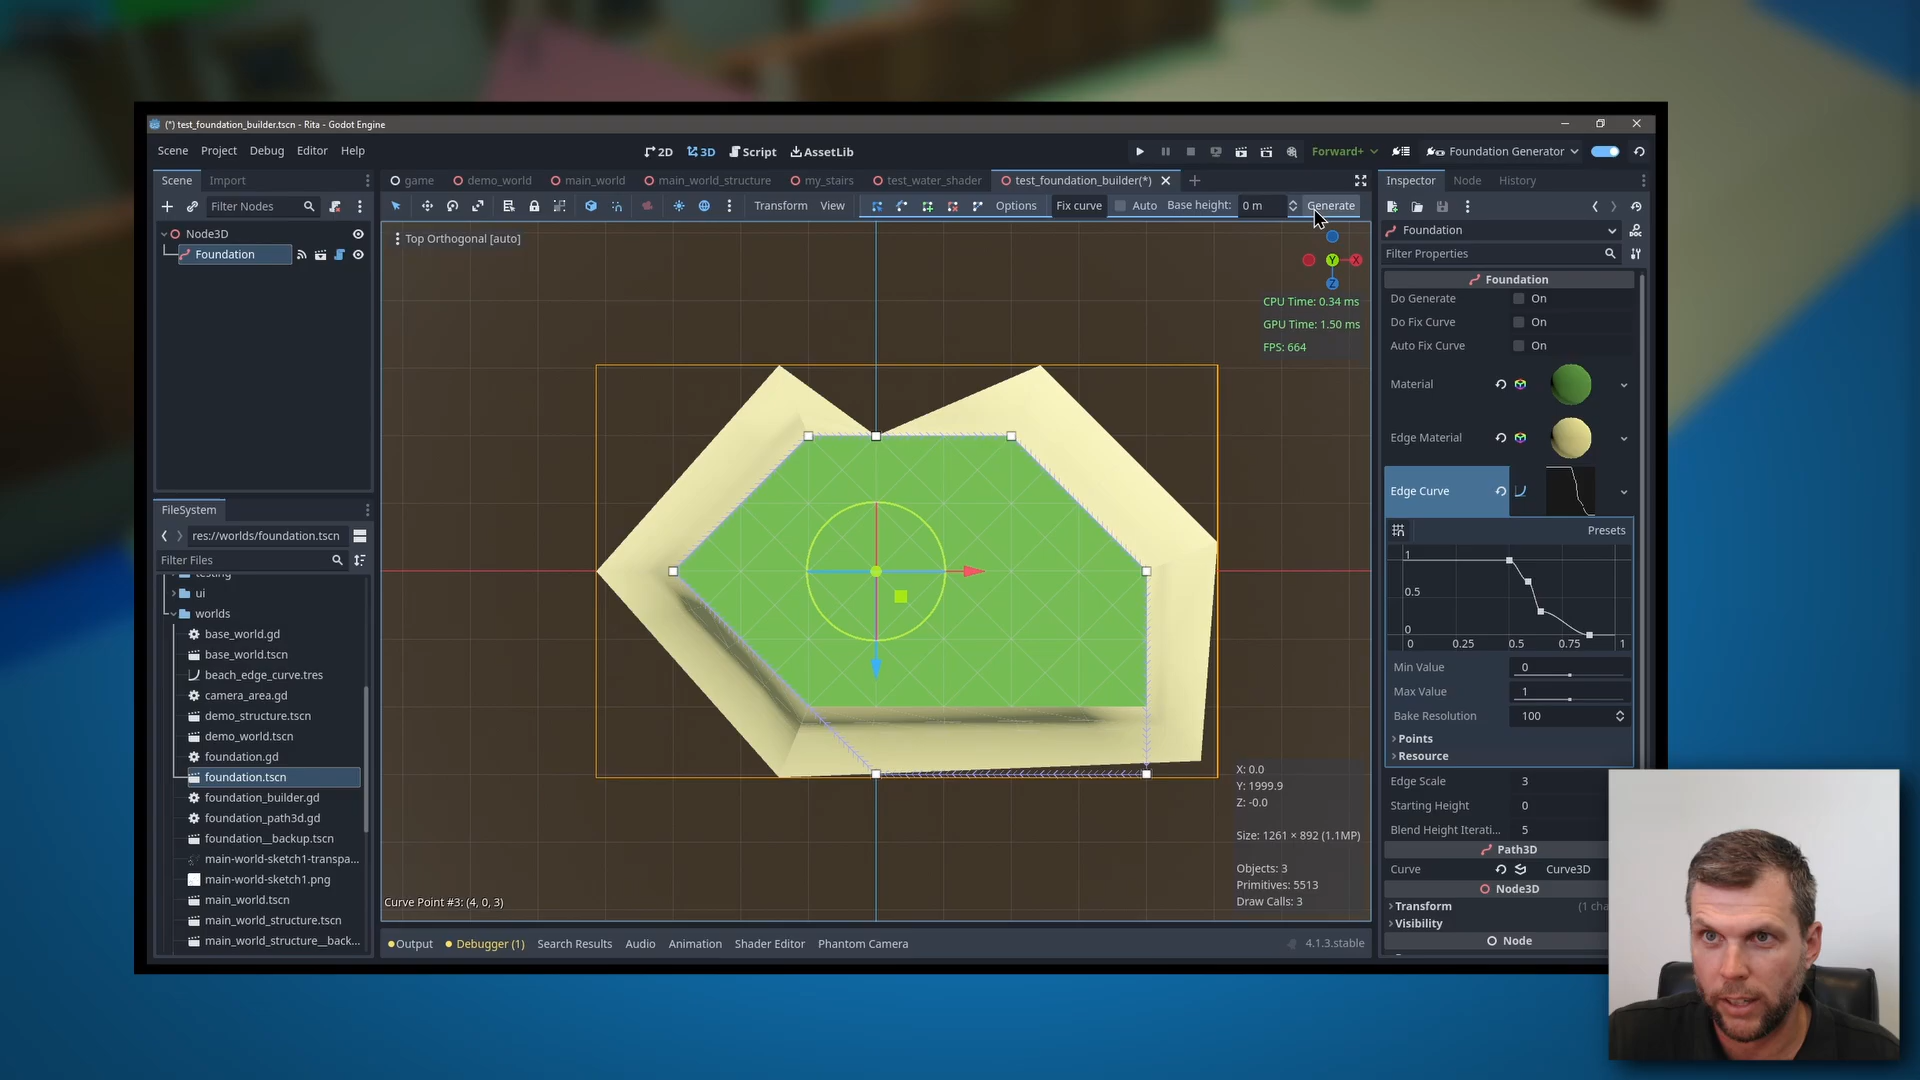 (*) test_foundation_builder.tscn - Rita - Godot Engine
Scene Project Debug Editor Help
2D 3D Script AssetLib
Forward+ Foundation Generator
Scene Import
game demo_world main_world main_world_structure my_stairs test_water_shader test_foundation_builder(*)
Inspector Node History
Filter Nodes
Transform View Options Fix curve Auto Base height: 0 m Generate
Node3D
Foundation
Top Orthogonal [auto]
Y X Z
CPU Time: 0.34 ms
GPU Time: 1.50 ms
FPS: 664
Foundation
Filter Properties
Foundation
Do Generate On
Do Fix Curve On
Auto Fix Curve On
Material
Edge Material
Edge Curve
Presets
1
0.5
0
0 0.25 0.5 0.75 1
Min Value 0
Max Value 1
Bake Resolution 100
Points
Resource
Edge Scale 3
Starting Height 0
Blend Height Iterati... 5
Path3D
Curve Curve3D
Node3D
Transform (1 cha
Visibility
Node
FileSystem
res://worlds/foundation.tscn
Filter Files
testing
ui
worlds
base_world.gd
base_world.tscn
beach_edge_curve.tres
camera_area.gd
demo_structure.tscn
demo_world.tscn
foundation.gd
foundation.tscn
foundation_builder.gd
foundation_path3d.gd
foundation__backup.tscn
main-world-sketch1-transpa...
main-world-sketch1.png
main_world.tscn
main_world_structure.tscn
main_world_structure__back...
X: 0.0
Y: 1999.9
Z: -0.0
Size: 1261 × 892 (1.1MP)
Objects: 3
Primitives: 5513
Draw Calls: 3
Curve Point #3: (4, 0, 3)
Output Debugger (1) Search Results Audio Animation Shader Editor Phantom Camera
4.1.3.stable